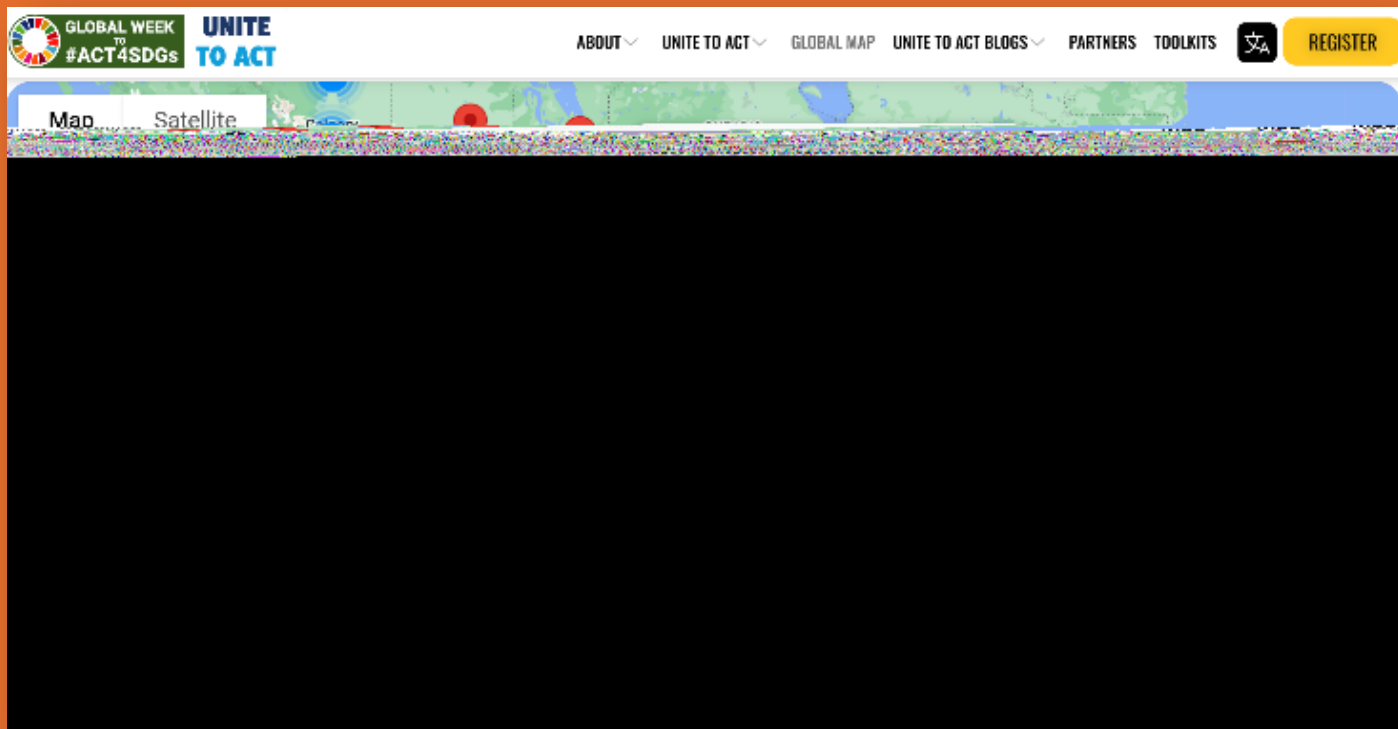 GLOBAL WEEK
TO
#ACT4SDGs
UNITE
TO ACT
ABOUT UNITE TO ACT GLOBAL MAP UNITE TO ACT BLOGS PARTNERS TOOLKITS REGISTER
Map Satellite